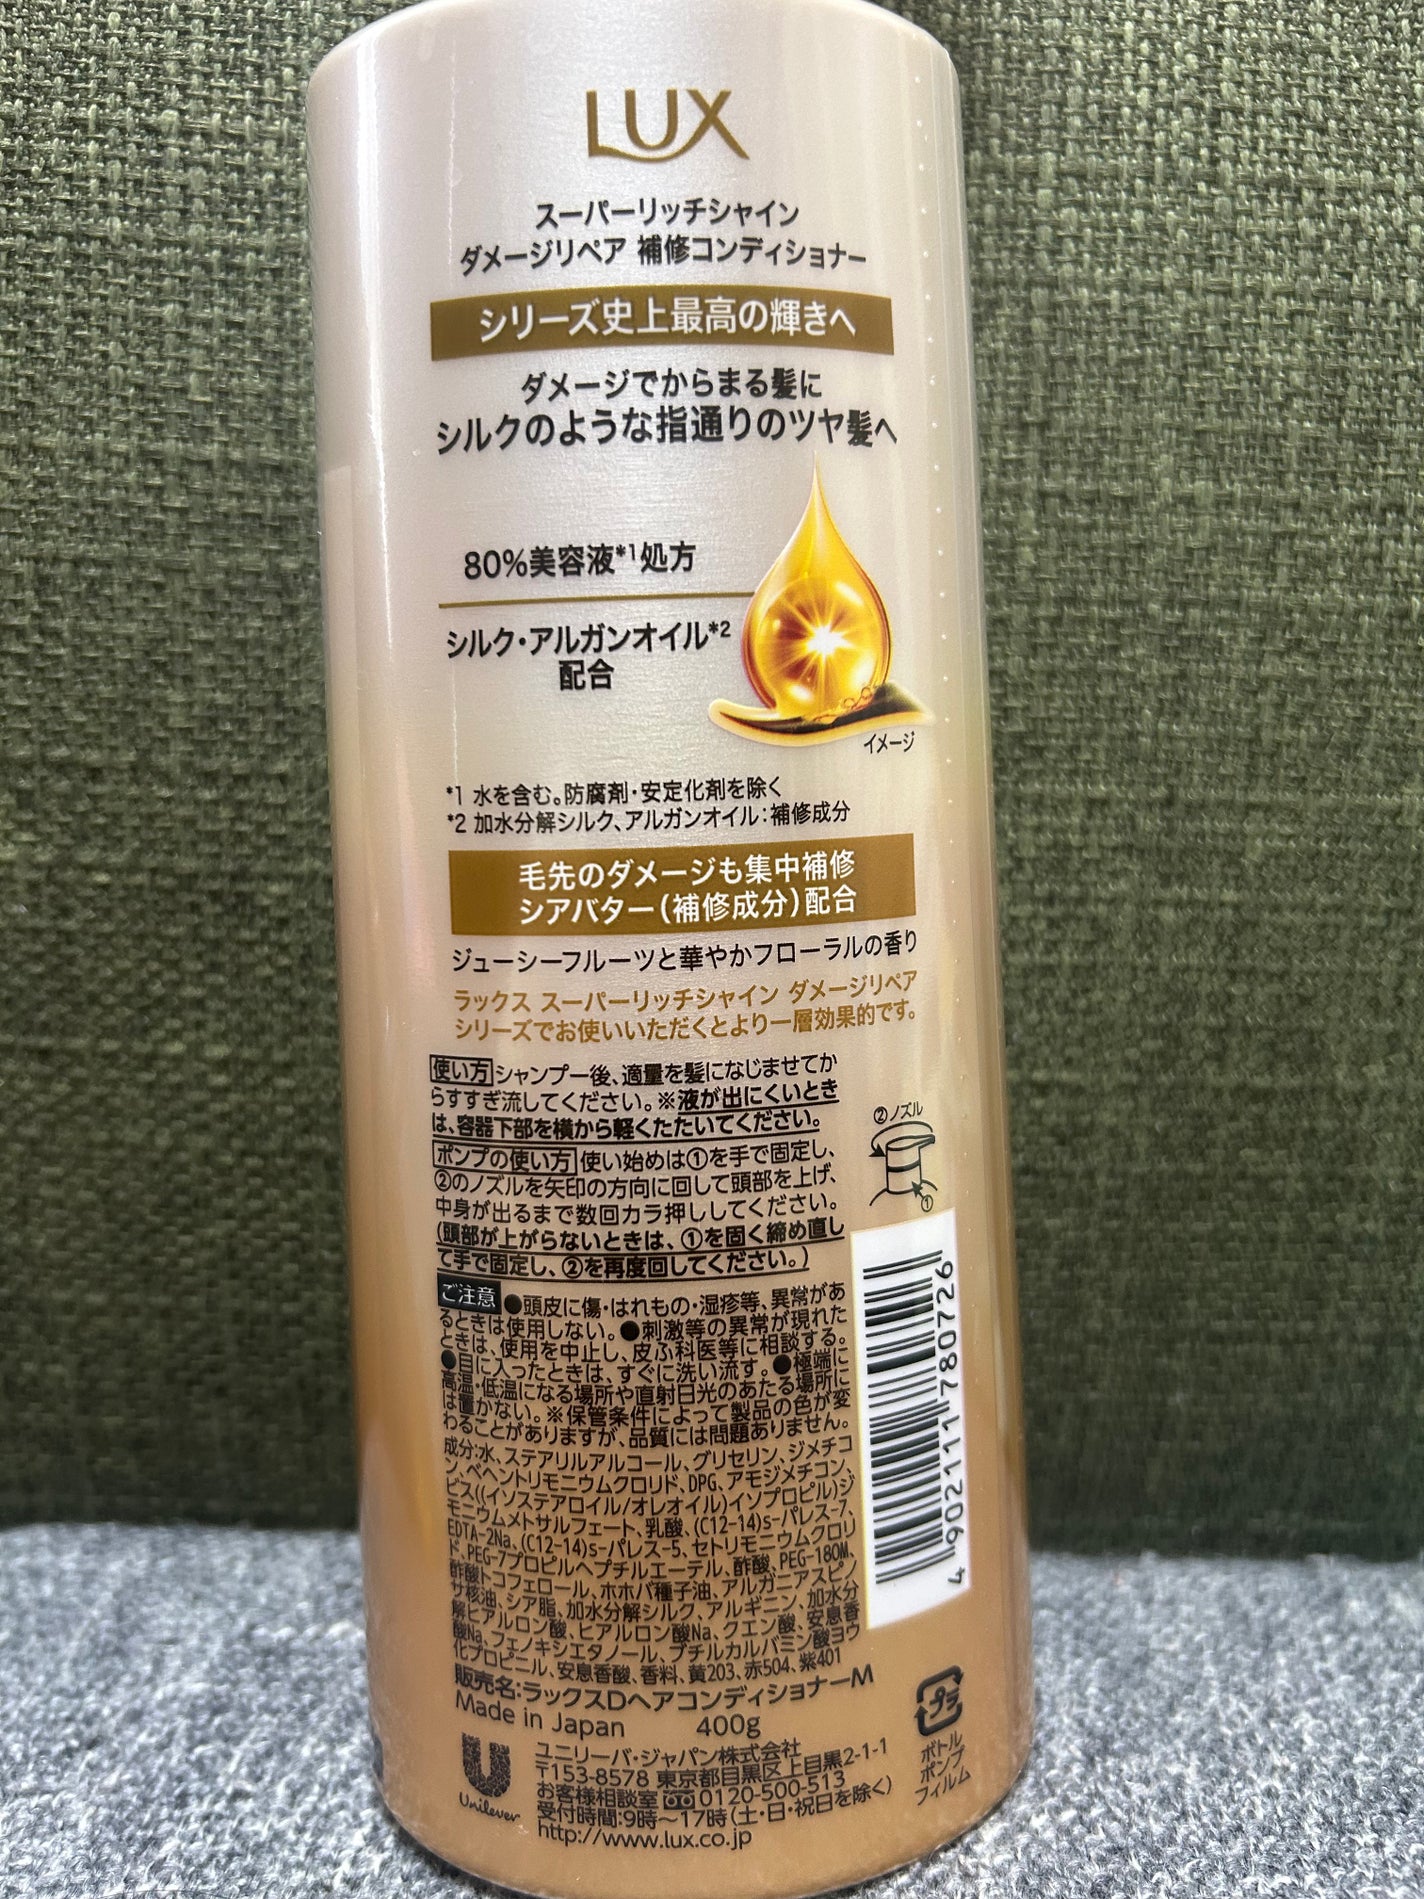 LUX
スーパーリッチシャイン
ダメージリペア 補修コンディショナー
シリーズ史上最高の輝きへ
ダメージでからまる髪に
シルクのような指通りのツヤ髪へ
80%美容液*1処方
シルク・アルガンオイル*2
配合
イメージ
*1 水を含む。防腐剤・安定化剤を除く
*2 加水分解シルク、アルガンオイル：補修成分
毛先のダメージも集中補修
シアバター(補修成分)配合
ジューシーフルーツと華やかフローラルの香り
ラックス スーパーリッチシャイン ダメージリペア
シリーズでお使いいただくとより一層効果的です。
使い方 シャンプー後、適量を髪になじませてか
らすすぎ流してください。※液が出にくいとき
は、容器下部を横から軽くたたいてください。
ポンプの使い方 使い始めは①を手で固定し、
②のノズルを矢印の方向に回して頭部を上げ、
中身が出るまで数回カラ押ししてください。
(頭部が上がらないときは、①を固く締め直し
て手で固定し、②を再度回してください。)
②ノズル
①
ご注意 ●頭皮に傷・はれもの・湿疹等、異常があ
るときは使用しない。●刺激等の異常が現れた
ときは、使用を中止し、皮ふ科医等に相談する。
●目に入ったときは、すぐに洗い流す。●極端に
高温・低温になる場所や直射日光のあたる場所に
は置かない。※保管条件によって製品の色が変
わることがありますが、品質には問題ありません。
成分:水、ステアリルアルコール、グリセリン、ジメチコ
ン、ベヘントリモニウムクロリド、DPG、アモジメチコン、
ビス((イソステアロイル/オレオイル)イソプロピル)ジ
モニウムメトサルフェート、乳酸、(C12-14)s-パレス-7、
EDTA-2Na、(C12-14)s-パレス-5、セトリモニウムクロリ
ド、PEG-7プロピルヘプチルエーテル、酢酸、PEG-180M、
酢酸トコフェロール、ホホバ種子油、アルガニアスピノ
サ核油、シア脂、加水分解シルク、アルギニン、加水分
解ヒアルロン酸、ヒアルロン酸Na、クエン酸、安息香
酸Na、フェノキシエタノール、ブチルカルバミン酸ヨウ
化プロピニル、安息香酸、香料、黄203、赤504、紫401
販売名:ラックスDヘアコンディショナーM
Made in Japan 400g
4 902111 780726
プラ
ボトル
ポンプ
フィルム
Unilever
ユニリーバ・ジャパン株式会社
〒153-8578 東京都目黒区上目黒2-1-1
お客様相談室 0120-500-513
受付時間:9時～17時(土・日・祝日を除く)
http://www.lux.co.jp